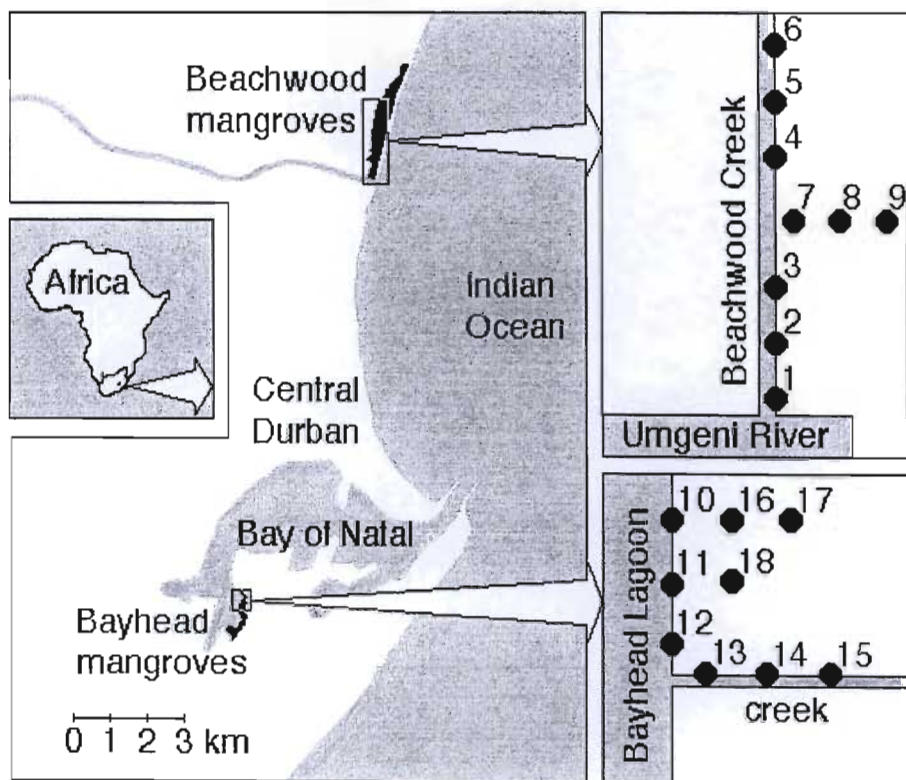 Beachwood
mangroves
Africa
Indian
Ocean
Central
Durban
Bay of Natal
Bayhead
mangroves
0 1 2 3 km
6
5
4
7 8 9
3
2
1
Beachwood Creek
Umgeni River
10 16 17
11 18
12
13 14 15
Bayhead Lagoon
creek